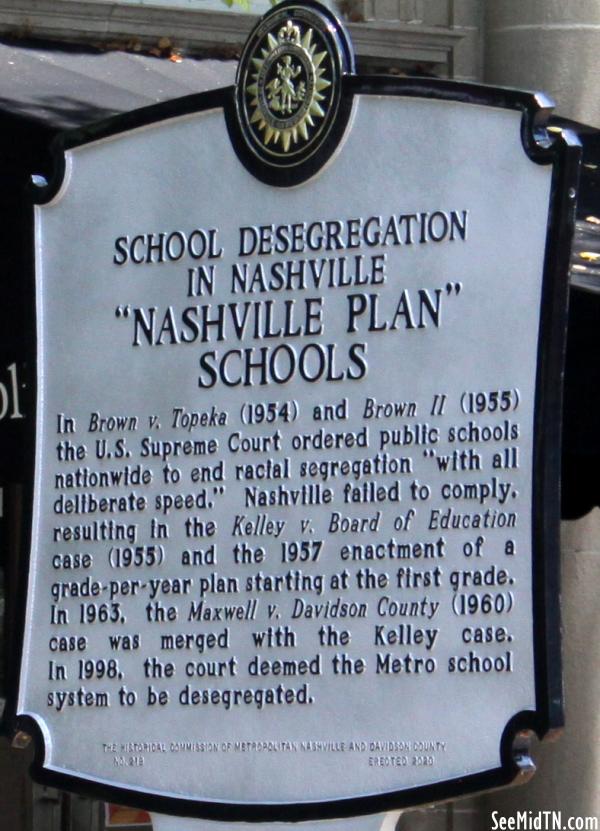 SCHOOL DESEGREGATION
IN NASHVILLE
"NASHVILLE PLAN"
SCHOOLS
In Brown v. Topeka (1954) and Brown II (1955)
the U.S. Supreme Court ordered public schools
nationwide to end racial segregation "with all
deliberate speed." Nashville failed to comply,
resulting in the Kelley v. Board of Education
case (1955) and the 1957 enactment of a
grade-per-year plan starting at the first grade.
In 1963, the Maxwell v. Davidson County (1960)
case was merged with the Kelley case.
In 1998, the court deemed the Metro school
system to be desegregated.
THE HISTORICAL COMMISSION OF METROPOLITAN NASHVILLE AND DAVIDSON COUNTY
NO. 219 ERECTED 2020
SeeMidTN.com